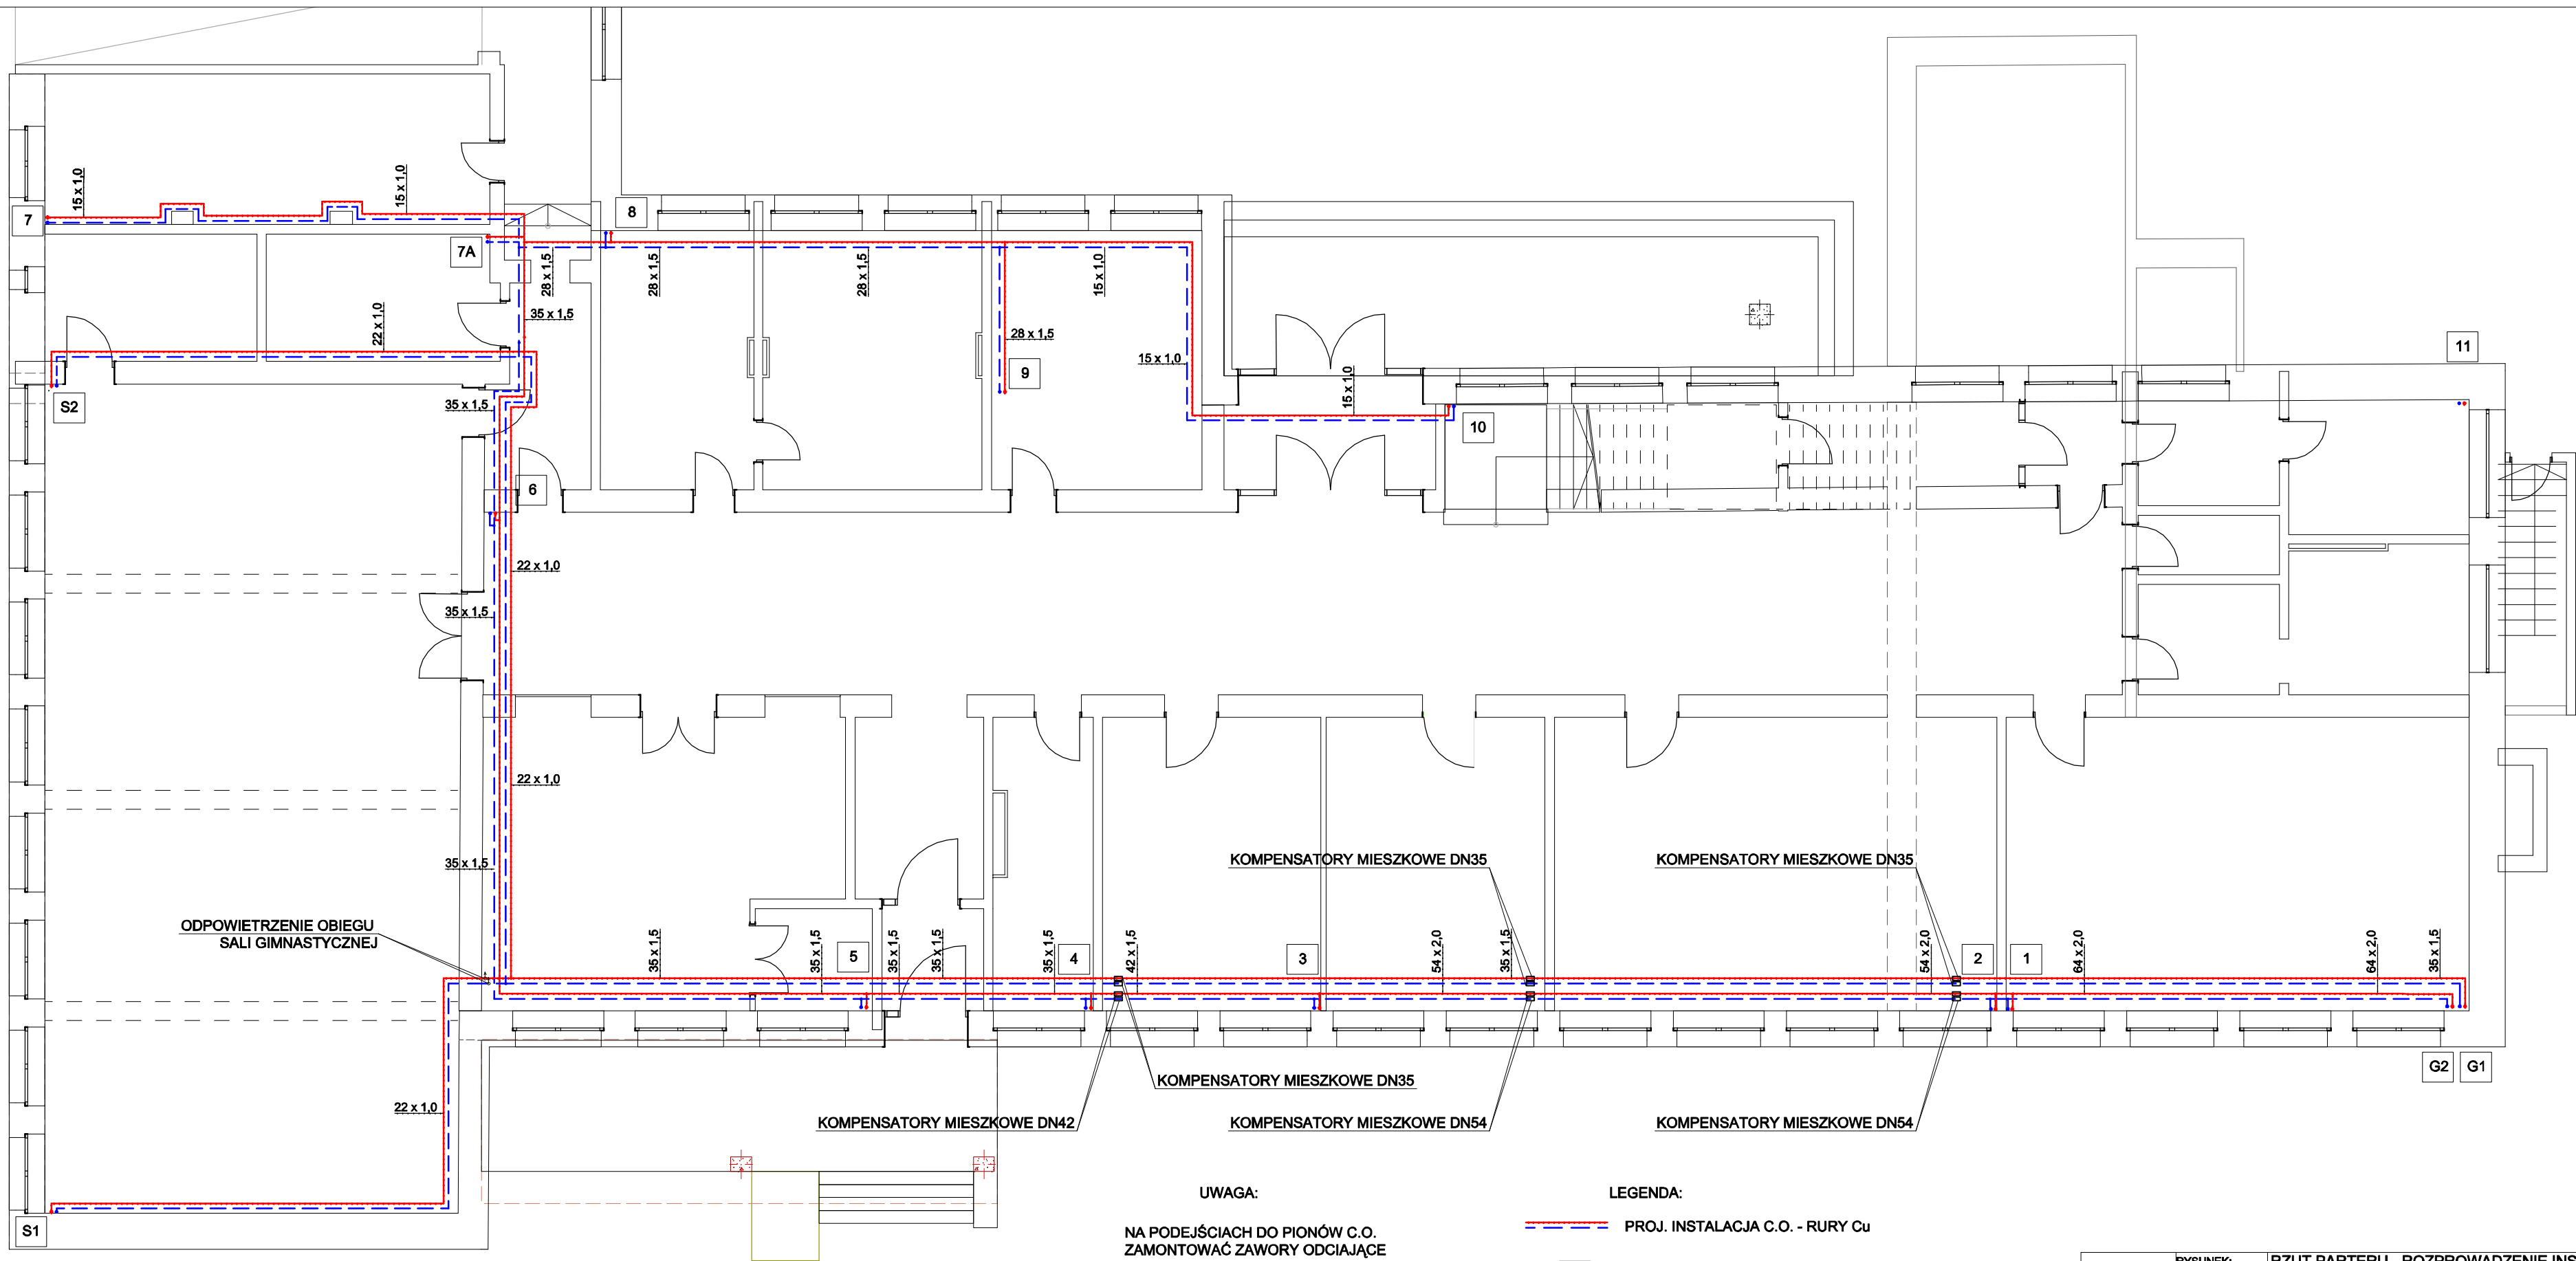 15 x 1,0
15 x 1,0
7
8
7A
28 x 1,5
28 x 1,5
28 x 1,5
15 x 1,0
35 x 1,5
22 x 1,0
28 x 1,5
15 x 1,0
15 x 1,0
11
9
S2
35 x 1,5
10
6
22 x 1,0
35 x 1,5
22 x 1,0
35 x 1,5
KOMPENSATORY MIESZKOWE DN35
KOMPENSATORY MIESZKOWE DN35
ODPOWIETRZENIE OBIEGU
SALI GIMNASTYCZNEJ
35 x 1,5
35 x 1,5
5
35 x 1,5
35 x 1,5
35 x 1,5
4
42 x 1,5
3
54 x 2,0
35 x 1,5
54 x 2,0
2
1
64 x 2,0
64 x 2,0
35 x 1,5
G2
G1
KOMPENSATORY MIESZKOWE DN35
22 x 1,0
KOMPENSATORY MIESZKOWE DN42
KOMPENSATORY MIESZKOWE DN54
KOMPENSATORY MIESZKOWE DN54
UWAGA:
LEGENDA:
S1
NA PODEJŚCIACH DO PIONÓW C.O.
ZAMONTOWAĆ ZAWORY ODCIAJĄCE
PROJ. INSTALACJA C.O. - RURY Cu
RYSUNEK:
RZUT PARTERU - ROZPROWADZENIE INS